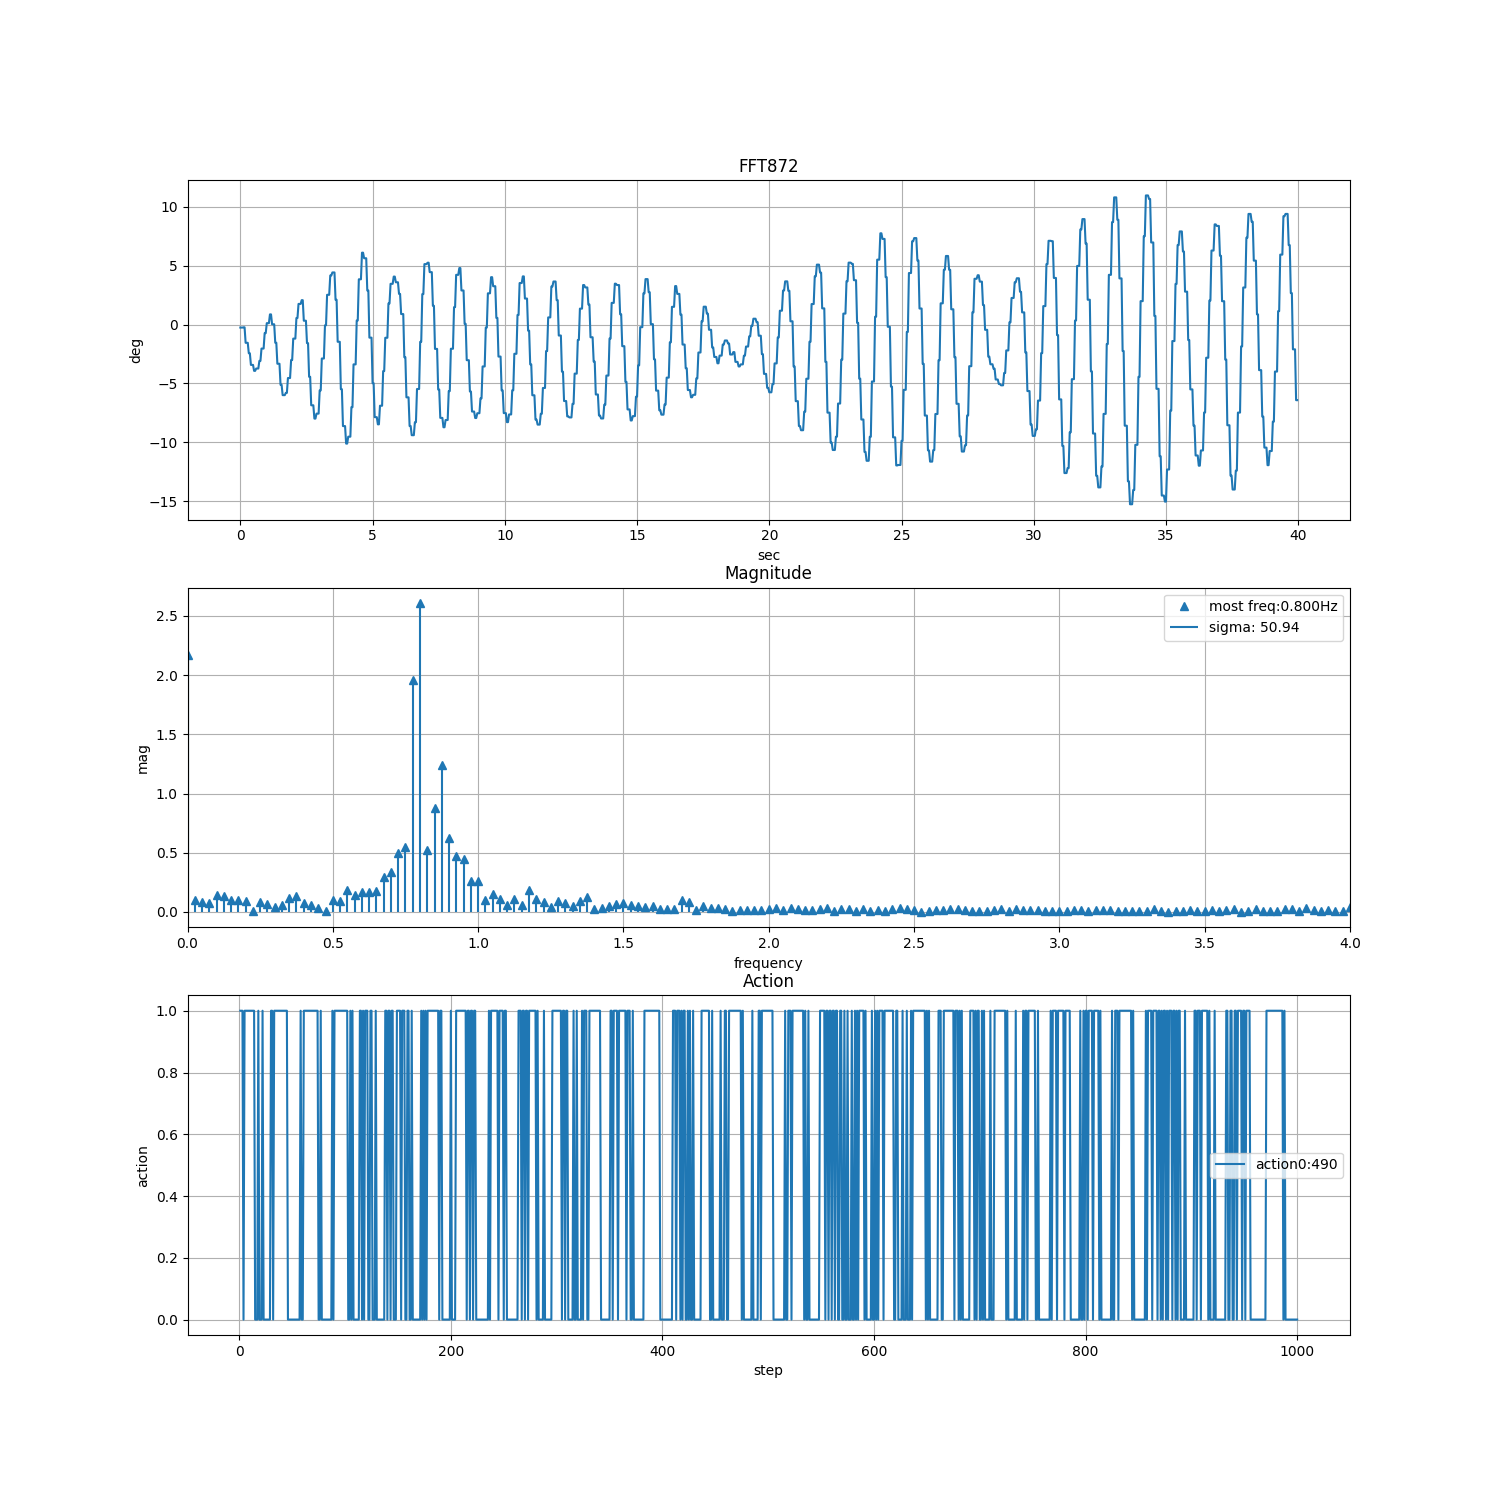 FFT872
10
5
0
−5
−10
−15
deg
0 5 10 15 20 25 30 35 40
sec
Magnitude
most freq:0.800Hz
sigma: 50.94
2.5
2.0
1.5
1.0
0.5
0.0
mag
0.0 0.5 1.0 1.5 2.0 2.5 3.0 3.5 4.0
frequency
Action
1.0
0.8
0.6
0.4
0.2
0.0
action
action0:490
0 200 400 600 800 1000
step